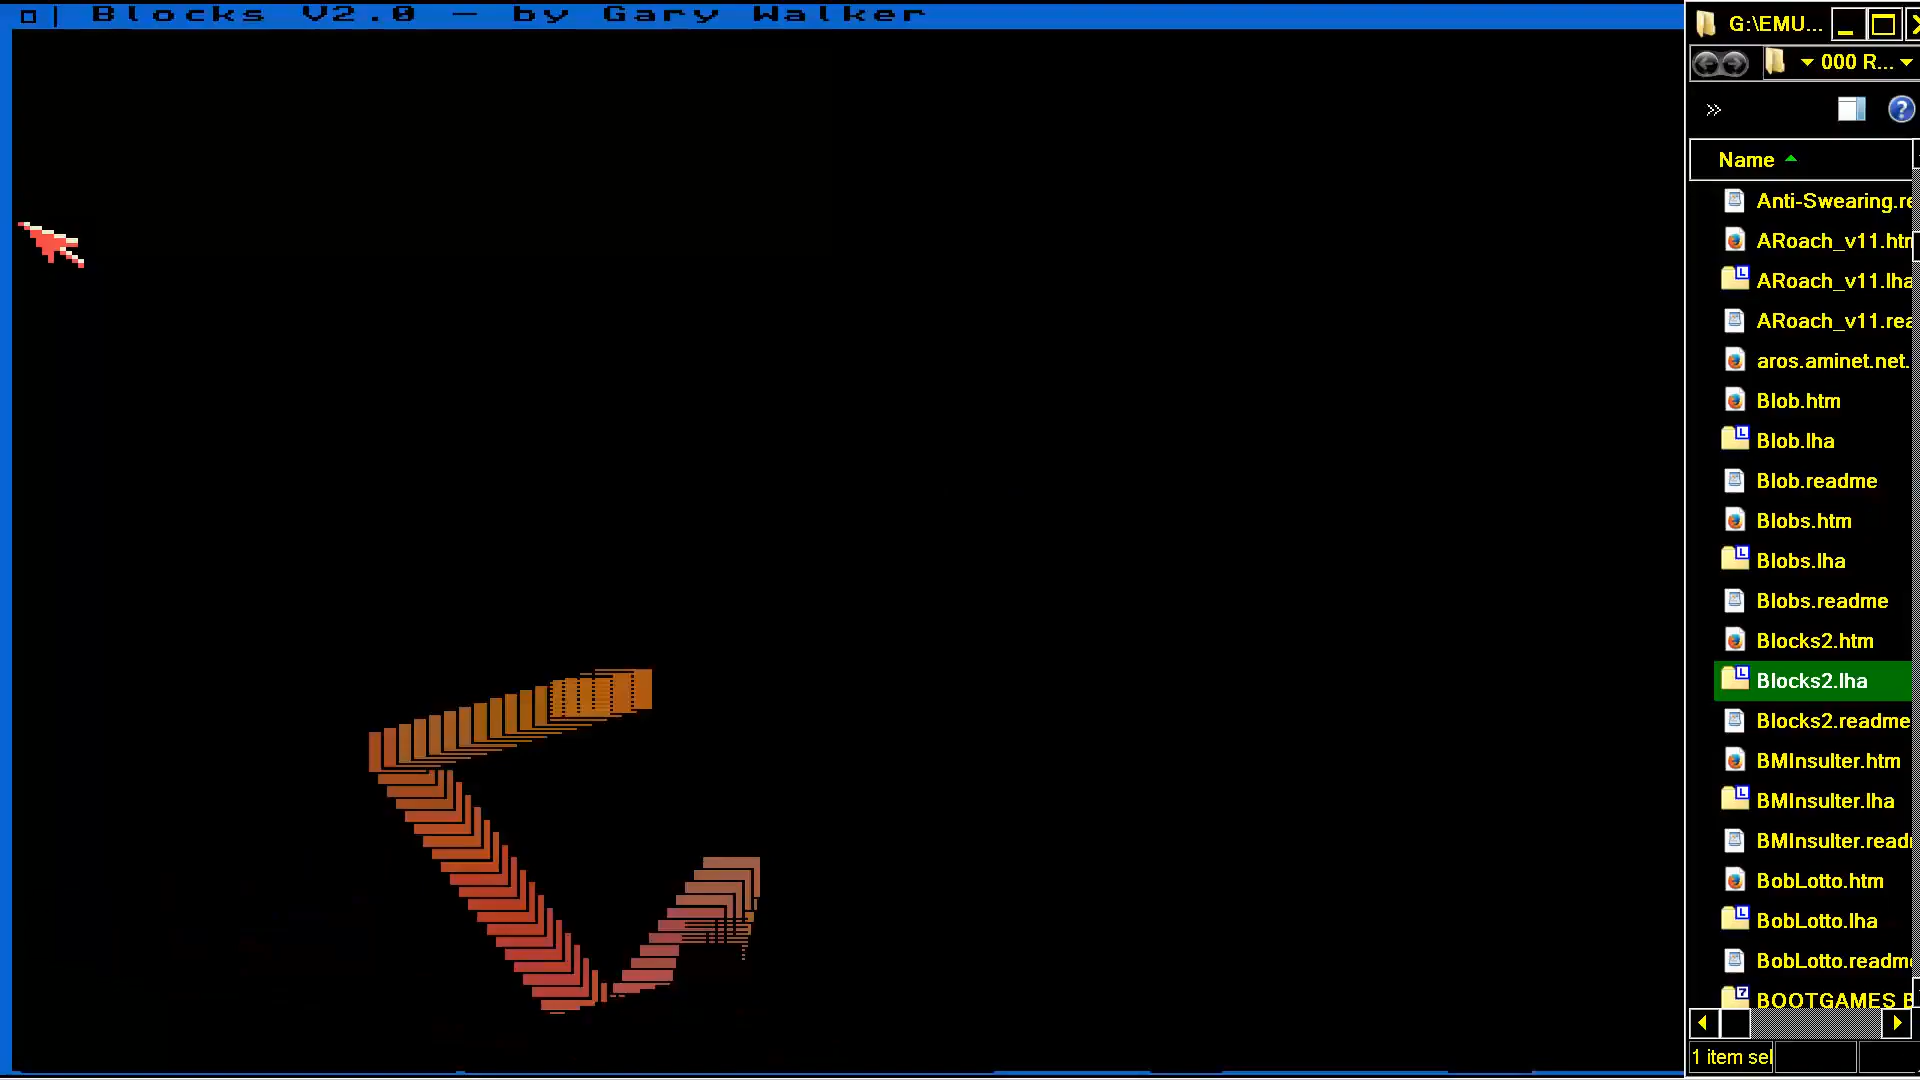 Blocks V2.0 - by Gary Walker
G:\EMU...
000 R...
Name
Anti-Swearing.re
ARoach_v11.htm
ARoach_v11.lha
ARoach_v11.rea
aros.aminet.net.
Blob.htm
Blob.lha
Blob.readme
Blobs.htm
Blobs.lha
Blobs.readme
Blocks2.htm
Blocks2.lha
Blocks2.readme
BMInsulter.htm
BMInsulter.lha
BMInsulter.readm
BobLotto.htm
BobLotto.lha
BobLotto.readme
BOOTGAMES B
1 item sel